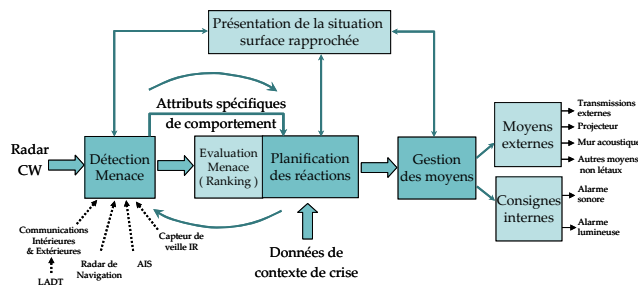 Présentation de la situation
surface rapprochée
Attributs spécifiques
de comportement
Radar
CW
Détection
Menace
Evaluation
Menace
( Ranking )
Planification
des réactions
Gestion
des moyens
Moyens
externes
Consignes
internes
Transmissions
externes
Projecteur
Mur acoustique
Autres moyens
non létaux
Alarme
sonore
Alarme
lumineuse
Communications
Intérieures
& Extérieures
LADT
Radar de
Navigation
AIS
Capteur de
veille IR
Données de
contexte de crise